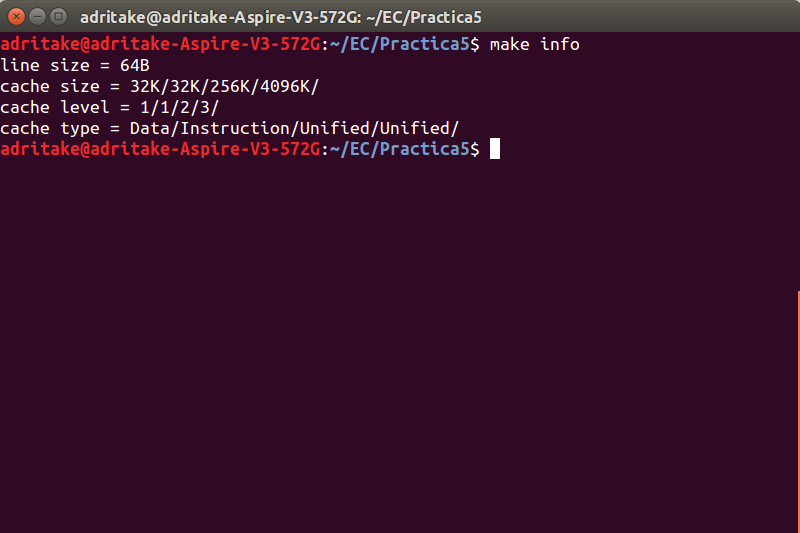 adritake@adritake-Aspire-V3-572G: ~/EC/Practica5
adritake@adritake-Aspire-V3-572G:~/EC/Practica5$ make info
line size = 64B
cache size = 32K/32K/256K/4096K/
cache level = 1/1/2/3/
cache type = Data/Instruction/Unified/Unified/
adritake@adritake-Aspire-V3-572G:~/EC/Practica5$